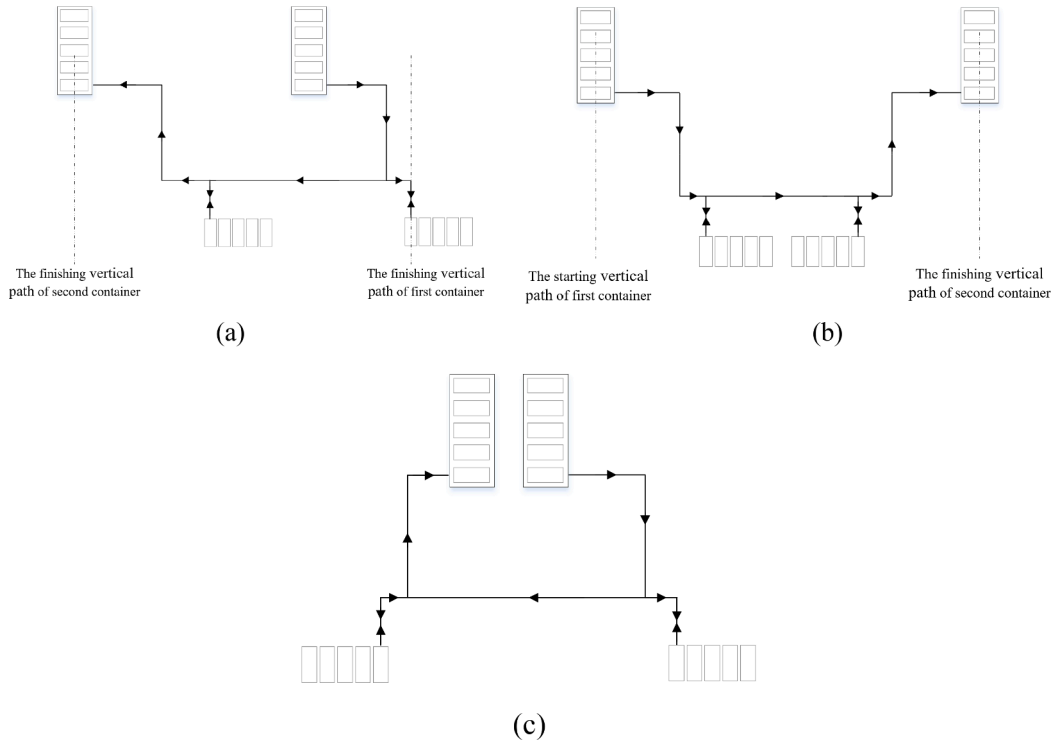 The finishing vertical
path of second container
The finishing vertical
path of first container
(a)
The starting vertical
path of first container
The finishing vertical
path of second container
(b)
(c)